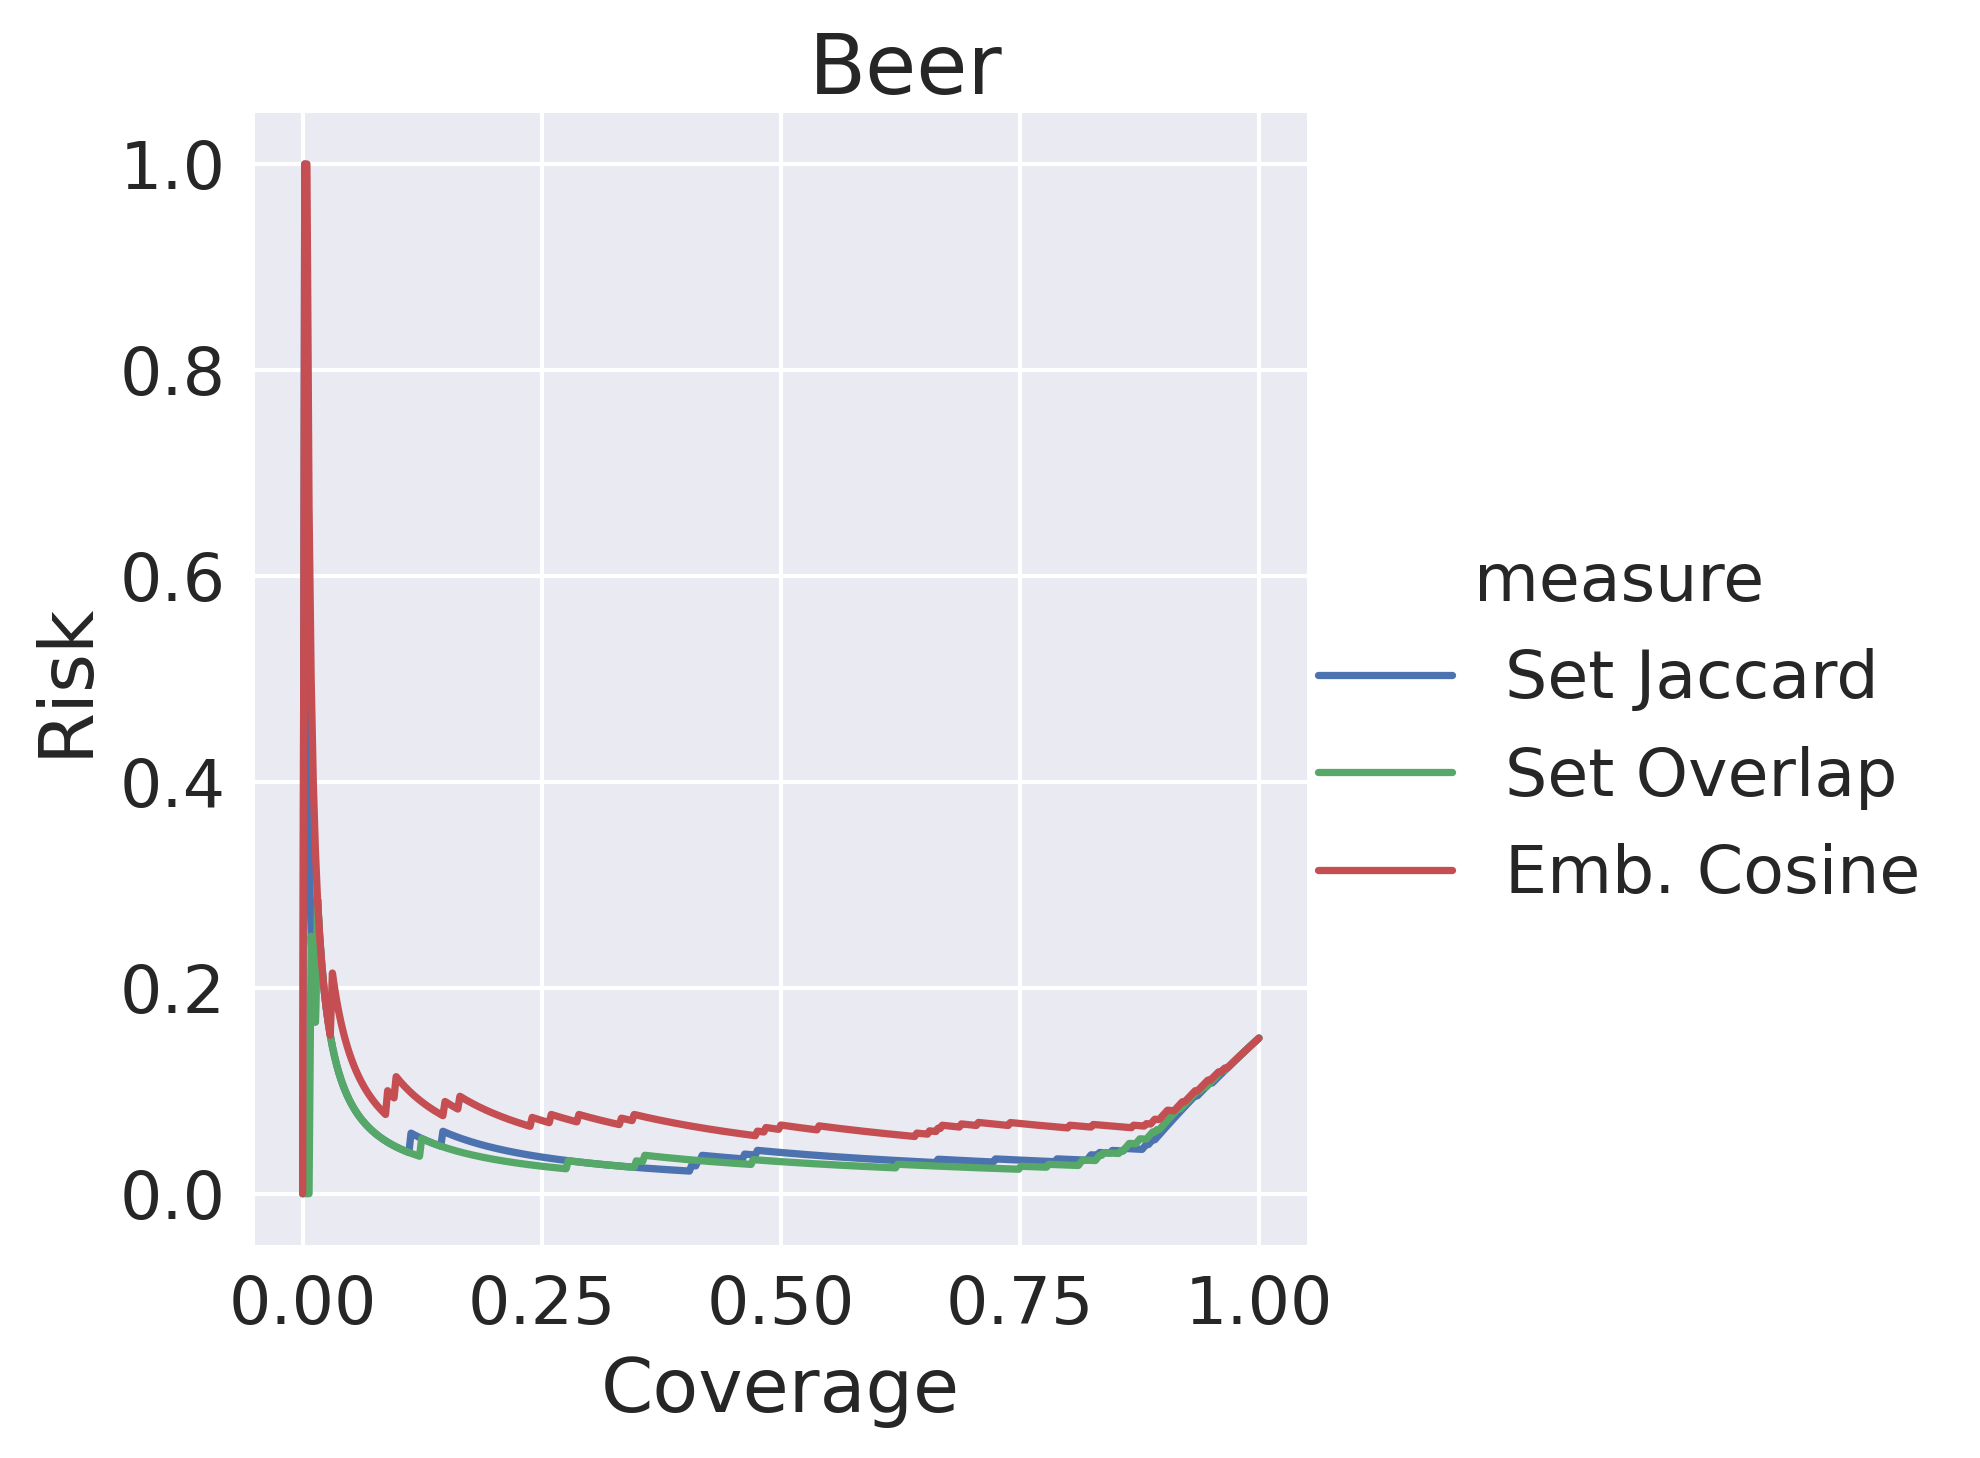 Beer
1.0
0.8
0.6
0.4
0.2
0.0
Risk
0.00 0.25 0.50 0.75 1.00
Coverage
measure
Set Jaccard
Set Overlap
Emb. Cosine